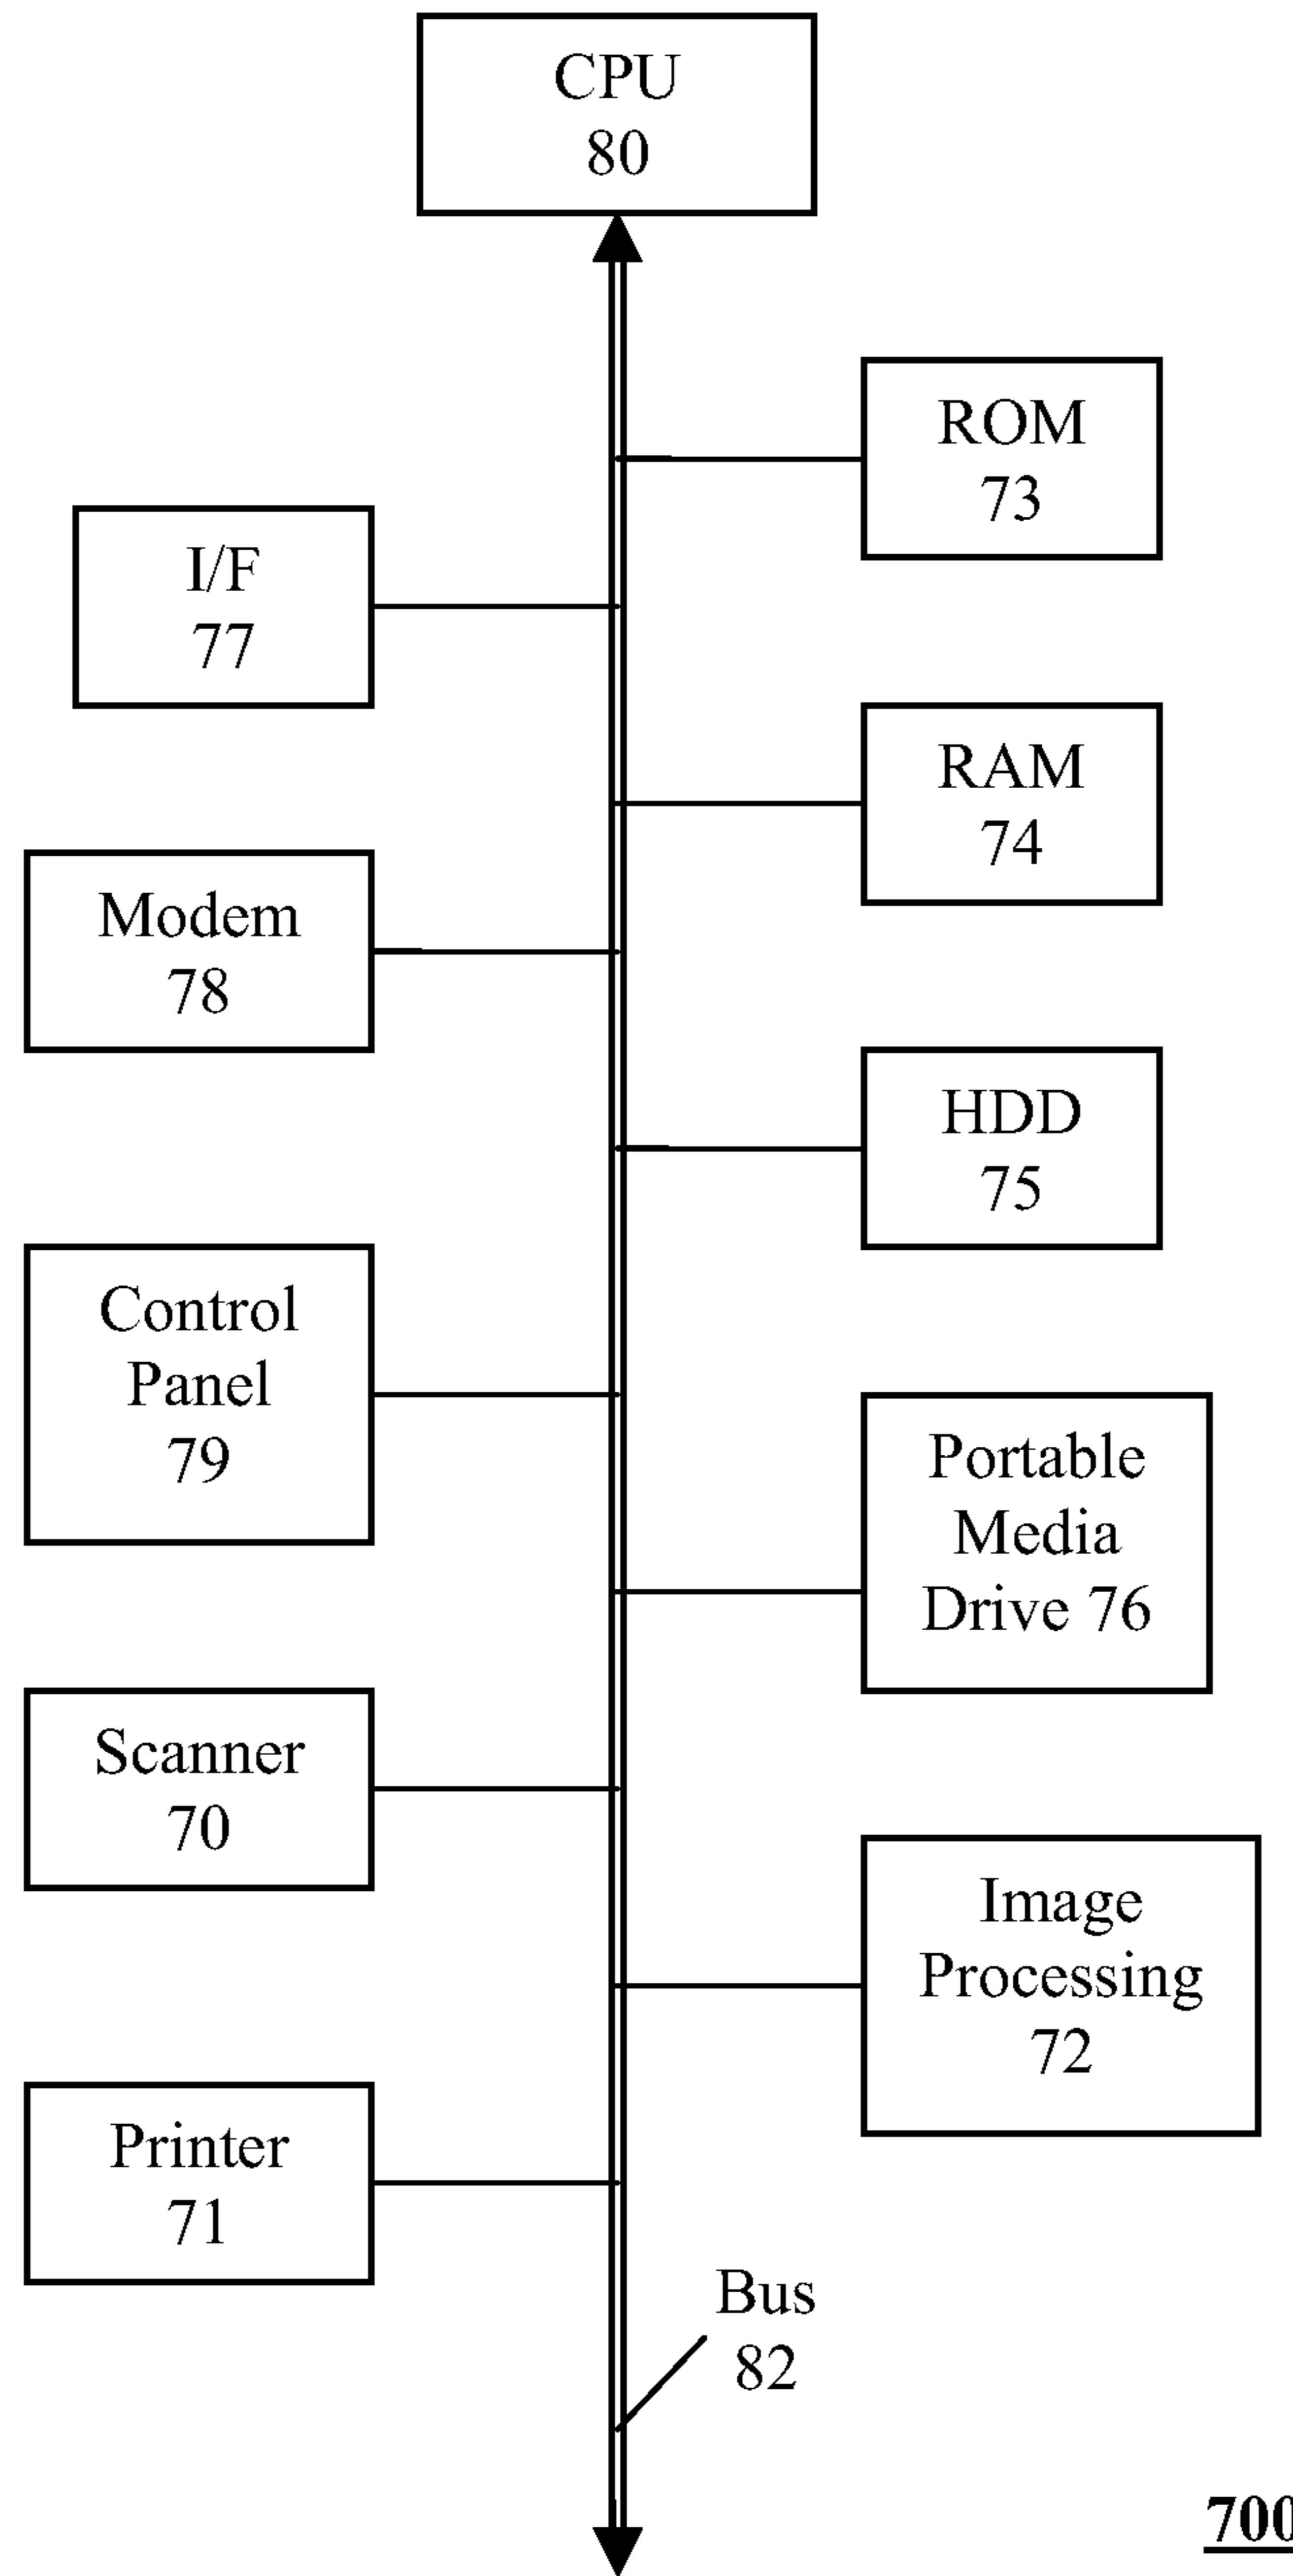 CPU
80
ROM
73
I/F
77
RAM
74
Modem
78
HDD
75
Control
Panel
79
Portable
Media
Drive 76
Scanner
70
Image
Processing
72
Printer
71
Bus
82
700